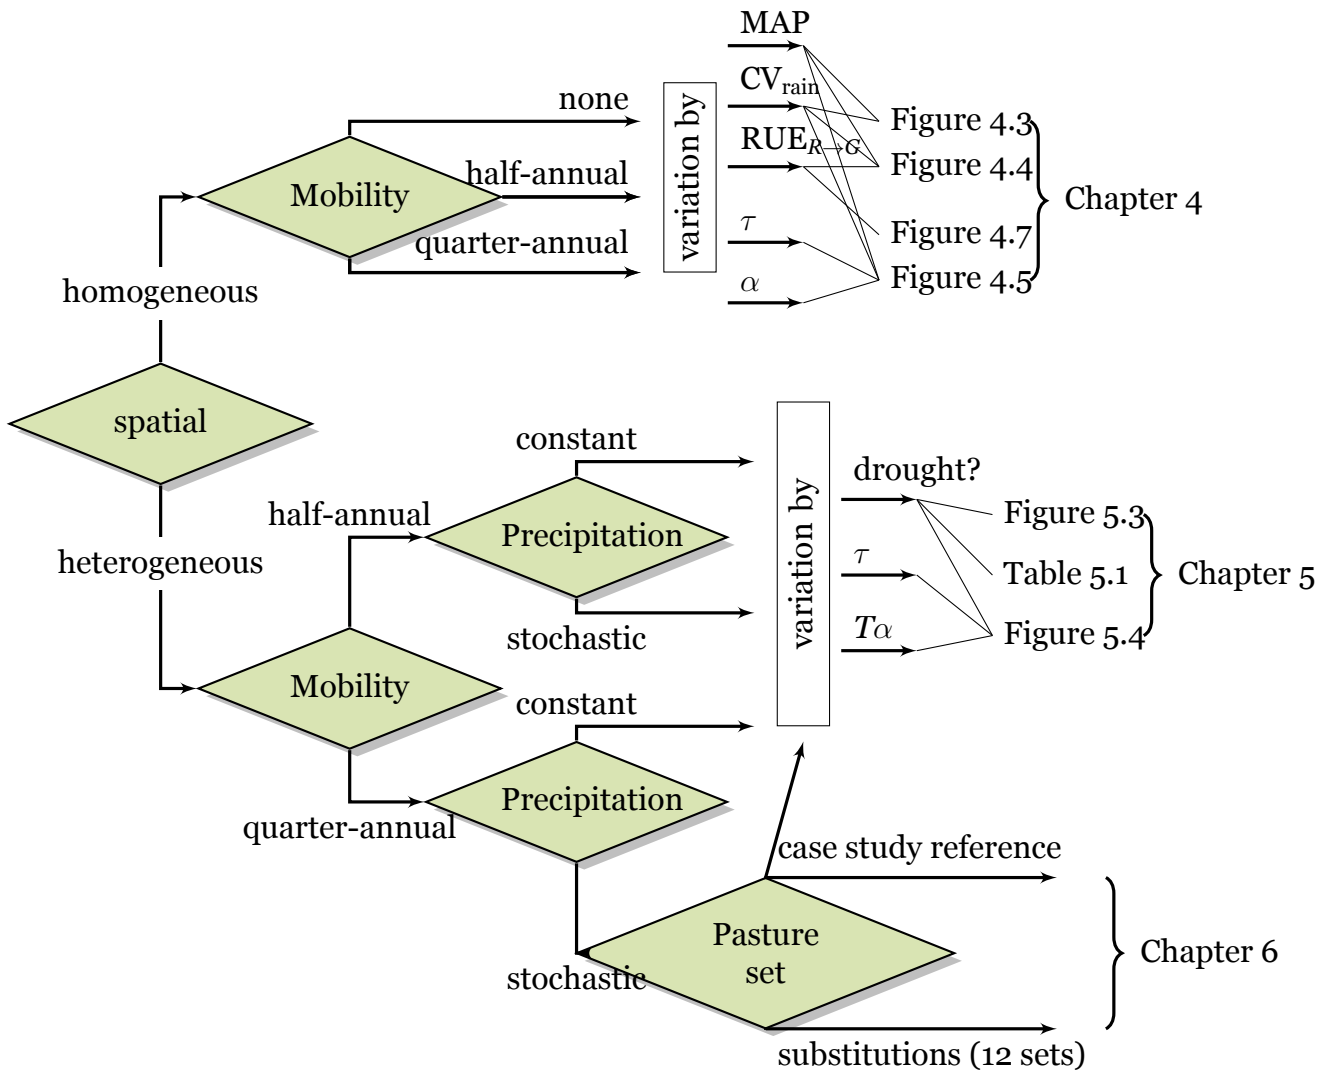 MAP
CV_rain
RUE_R→G
τ
α
none
half-annual
quarter-annual
variation by
Mobility
homogeneous
Figure 4.3
Figure 4.4
Figure 4.7
Figure 4.5
Chapter 4
spatial
heterogeneous
half-annual
Mobility
quarter-annual
constant
Precipitation
stochastic
constant
Precipitation
stochastic
variation by
drought?
τ
Tα
Figure 5.3
Table 5.1
Figure 5.4
Chapter 5
Pasture
set
case study reference
substitutions (12 sets)
Chapter 6